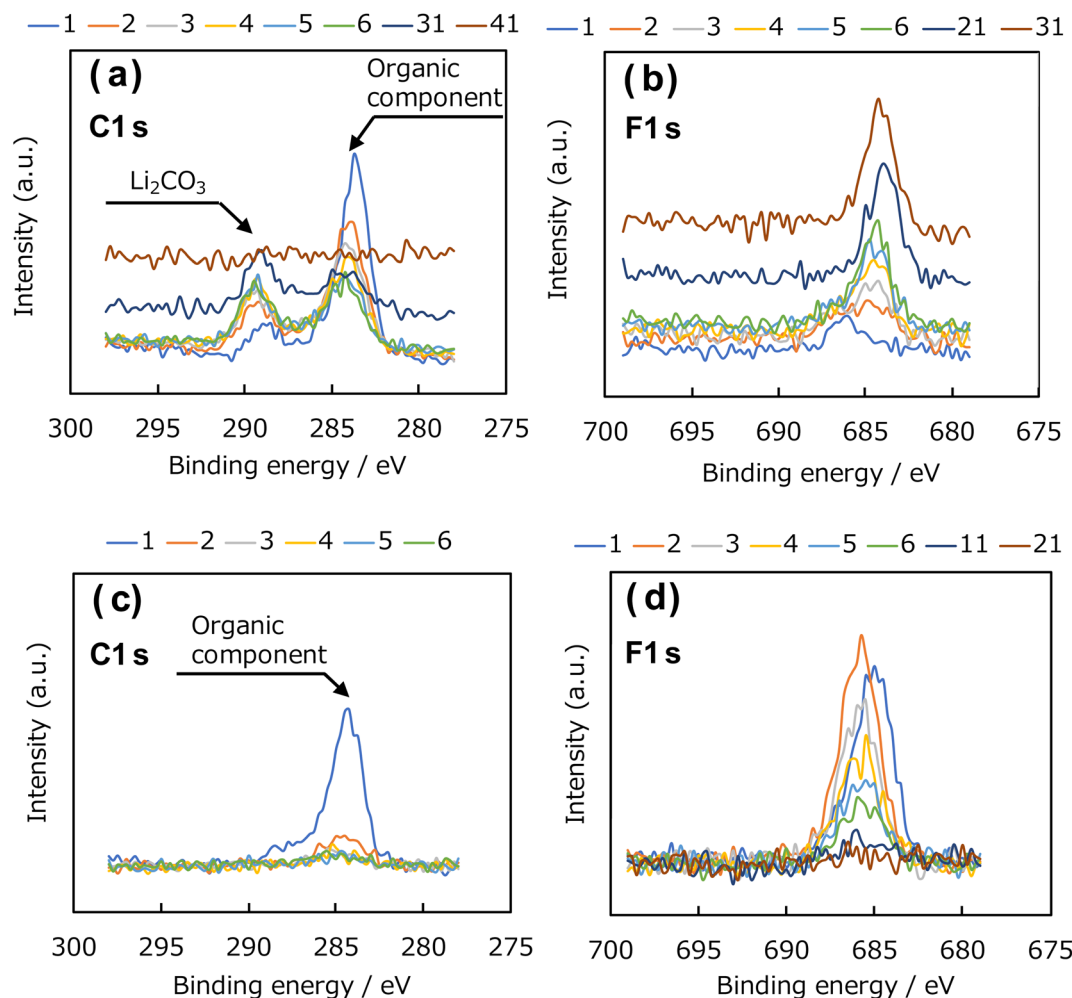 1 2 3 4 5 6 31 41
(a)
C1s
Organic
component
Li₂CO₃
Intensity (a.u.)
300 295 290 285 280 275
Binding energy / eV
1 2 3 4 5 6 21 31
(b)
F1s
Intensity (a.u.)
700 695 690 685 680 675
Binding energy / eV
1 2 3 4 5 6
(c)
C1s
Organic
component
Intensity (a.u.)
300 295 290 285 280 275
Binding energy / eV
1 2 3 4 5 6 11 21
(d)
F1s
Intensity (a.u.)
700 695 690 685 680 675
Binding energy / eV